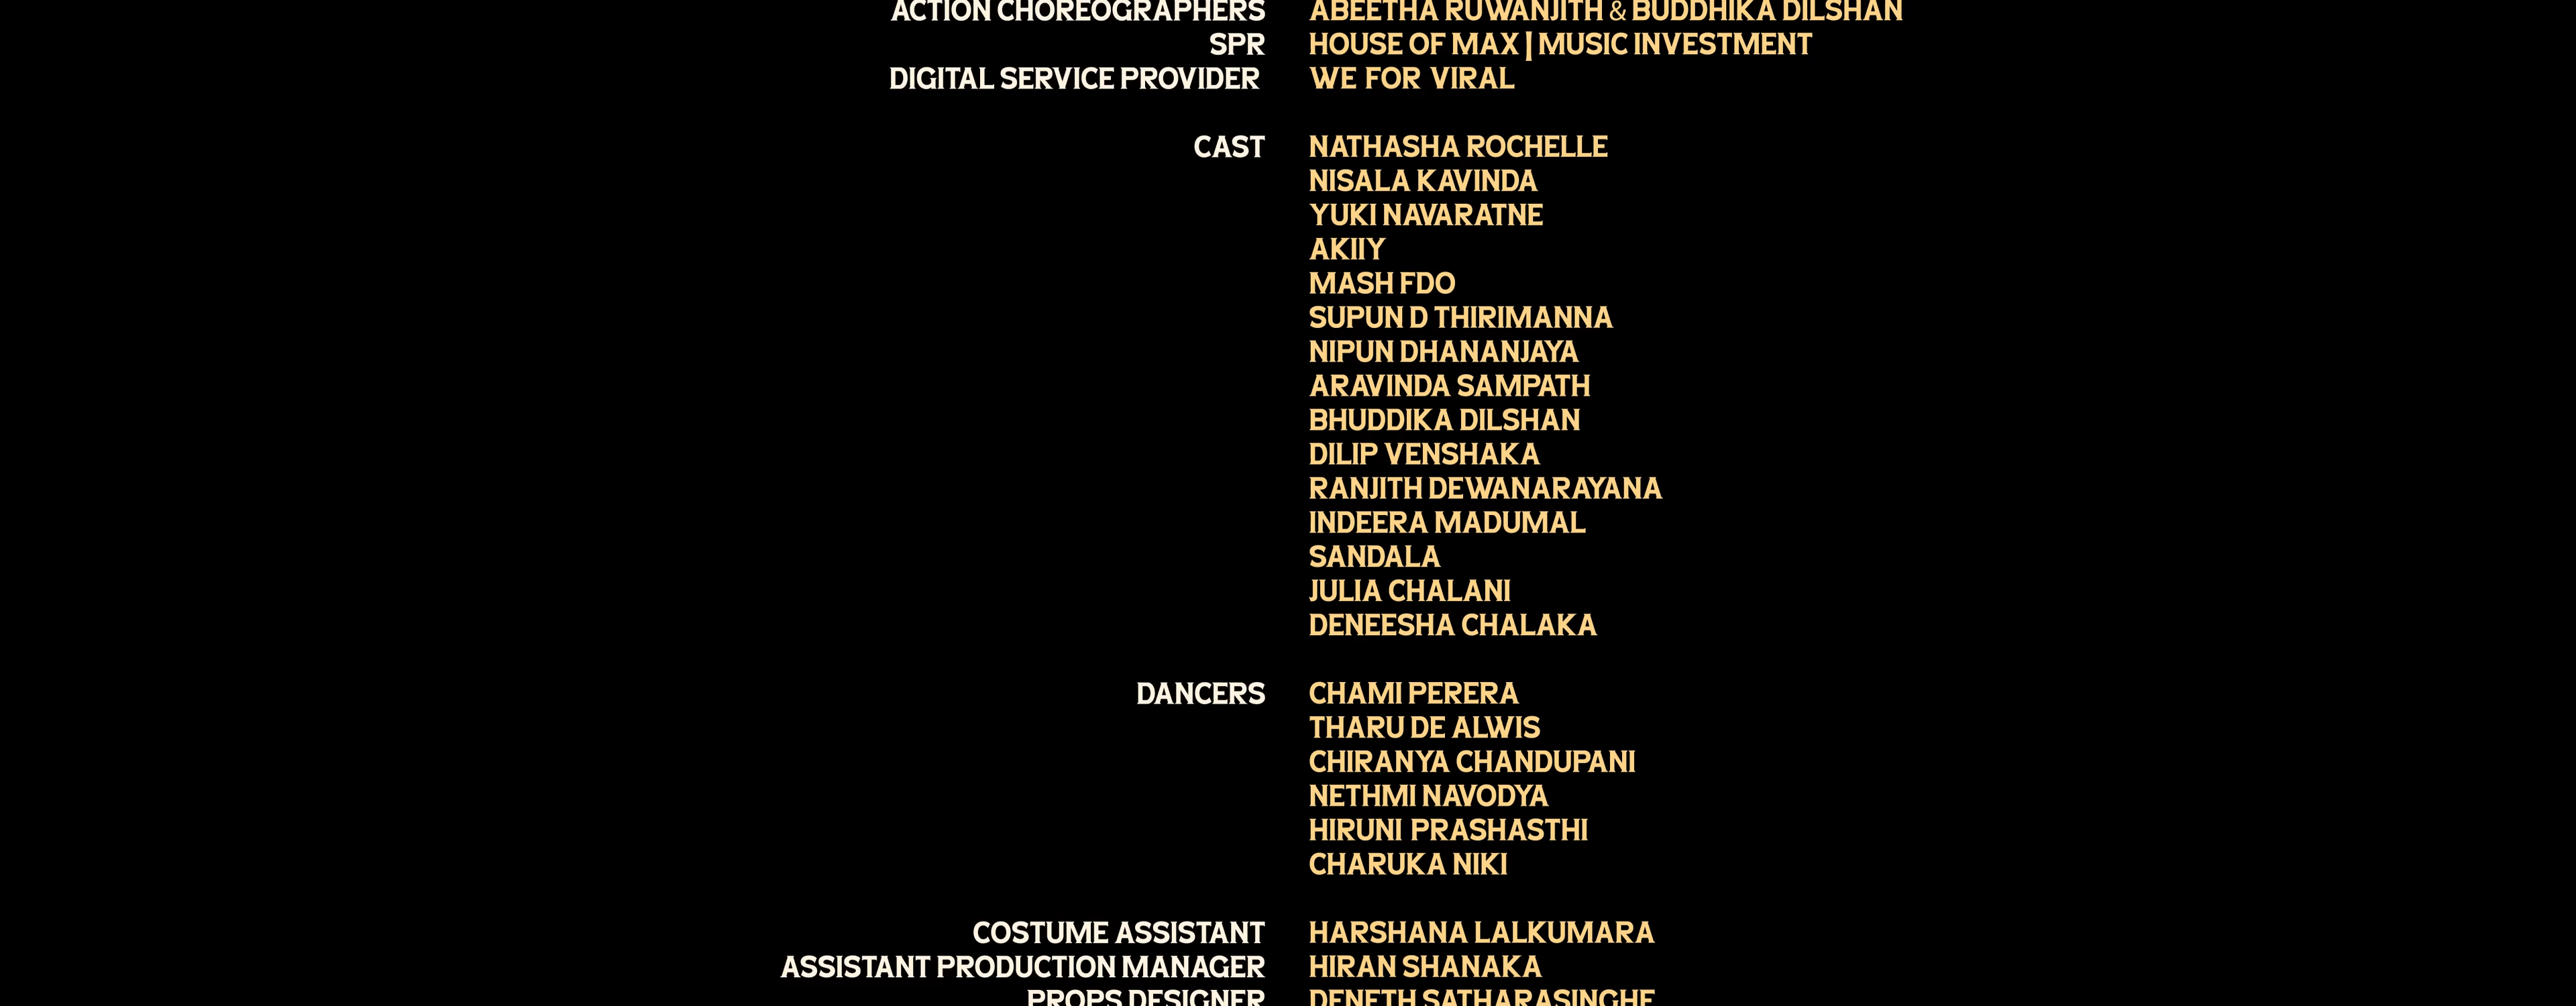 ACTION CHOREOGRAPHERS ABEETHA RUWANJITH & BUDDHIKA DILSHAN
SPR HOUSE OF MAX | MUSIC INVESTMENT
DIGITAL SERVICE PROVIDER WE FOR VIRAL
CAST NATHASHA ROCHELLE
NISALA KAVINDA
YUKI NAVARATNE
AKIIY
MASH FDO
SUPUN D THIRIMANNA
NIPUN DHANANJAYA
ARAVINDA SAMPATH
BHUDDIKA DILSHAN
DILIP VENSHAKA
RANJITH DEWANARAYANA
INDEERA MADUMAL
SANDALA
JULIA CHALANI
DENEESHA CHALAKA
DANCERS CHAMI PERERA
THARU DE ALWIS
CHIRANYA CHANDUPANI
NETHMI NAVODYA
HIRUNI PRASHASTHI
CHARUKA NIKI
COSTUME ASSISTANT HARSHANA LALKUMARA
ASSISTANT PRODUCTION MANAGER HIRAN SHANAKA
PROPS DESIGNER DENETH SATHARASINGHE